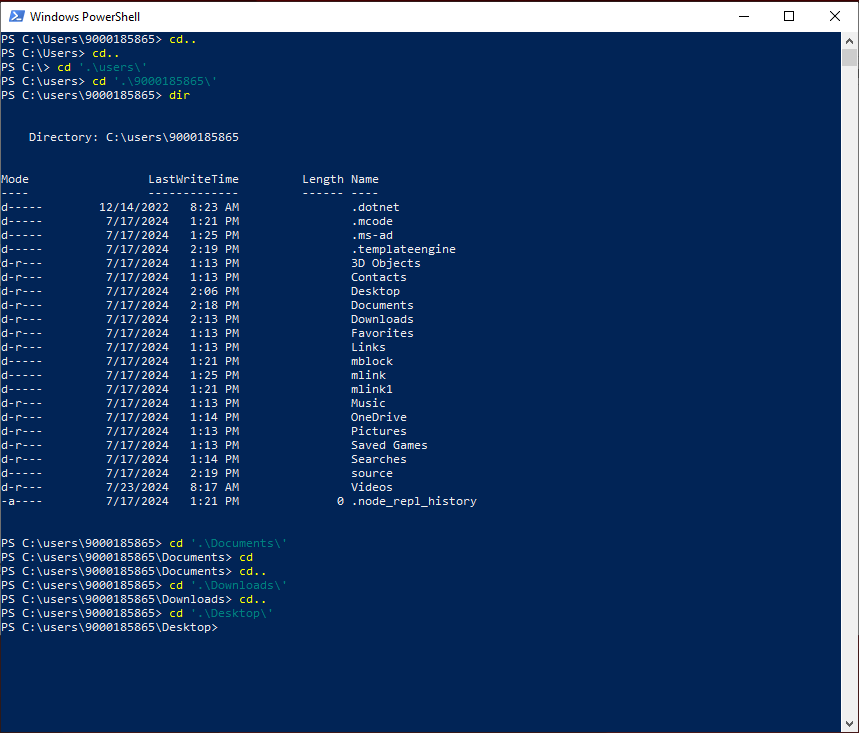 Windows PowerShell
PS C:\Users\9000185865> cd..
PS C:\Users> cd..
PS C:\> cd '.\users\'
PS C:\users> cd '.\9000185865\'
PS C:\users\9000185865> dir
    Directory: C:\users\9000185865
Mode                 LastWriteTime         Length Name
----                 -------------         ------ ----
d-----        12/14/2022   8:23 AM                .dotnet
d-----         7/17/2024   1:21 PM                .mcode
d-----         7/17/2024   1:25 PM                .ms-ad
d-----         7/17/2024   2:19 PM                .templateengine
d-r---         7/17/2024   1:13 PM                3D Objects
d-r---         7/17/2024   1:13 PM                Contacts
d-r---         7/17/2024   2:06 PM                Desktop
d-r---         7/17/2024   2:18 PM                Documents
d-r---         7/17/2024   2:13 PM                Downloads
d-r---         7/17/2024   1:13 PM                Favorites
d-r---         7/17/2024   1:13 PM                Links
d-----         7/17/2024   1:21 PM                mblock
d-----         7/17/2024   1:25 PM                mlink
d-----         7/17/2024   1:21 PM                mlink1
d-r---         7/17/2024   1:13 PM                Music
d-r---         7/17/2024   1:14 PM                OneDrive
d-r---         7/17/2024   1:13 PM                Pictures
d-r---         7/17/2024   1:13 PM                Saved Games
d-r---         7/17/2024   1:14 PM                Searches
d-----         7/17/2024   2:19 PM                source
d-r---         7/23/2024   8:17 AM                Videos
-a----         7/17/2024   1:21 PM              0 .node_repl_history
PS C:\users\9000185865> cd '.\Documents\'
PS C:\users\9000185865\Documents> cd
PS C:\users\9000185865\Documents> cd..
PS C:\users\9000185865> cd '.\Downloads\'
PS C:\users\9000185865\Downloads> cd..
PS C:\users\9000185865> cd '.\Desktop\'
PS C:\users\9000185865\Desktop>